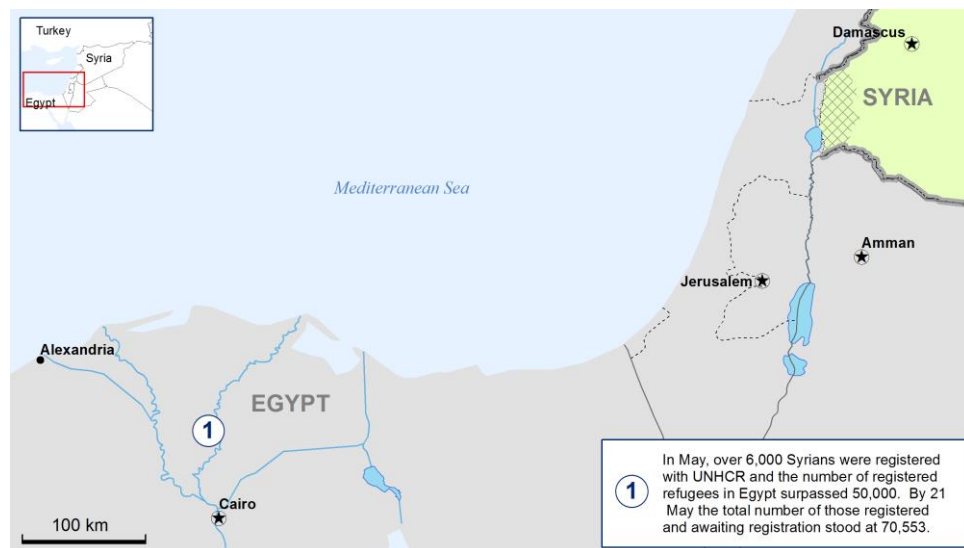 Turkey
Syria
Egypt
Damascus
SYRIA
Mediterranean Sea
Amman
Jerusalem
Alexandria
EGYPT
1
Cairo
100 km
1
In May, over 6,000 Syrians were registered
with UNHCR and the number of registered
refugees in Egypt surpassed 50,000. By 21
May the total number of those registered
and awaiting registration stood at 70,553.